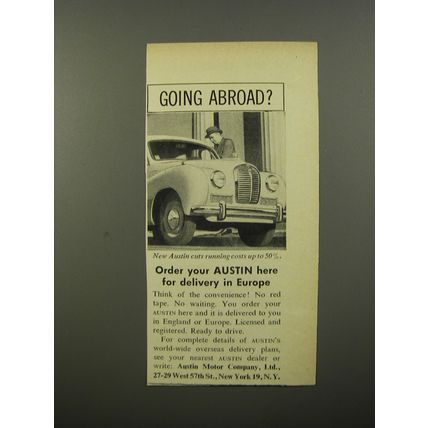 GOING ABROAD?
New Austin cuts running costs up to 50%.
Order your AUSTIN here
for delivery in Europe
Think of the convenience! No red
tape. No waiting. You order your
AUSTIN here and it is delivered to you
in England or Europe. Licensed and
registered. Ready to drive.
For complete details of AUSTIN'S
world-wide overseas delivery plans,
see your nearest AUSTIN dealer or
write: Austin Motor Company, Ltd.,
27-29 West 57th St., New York 19, N. Y.